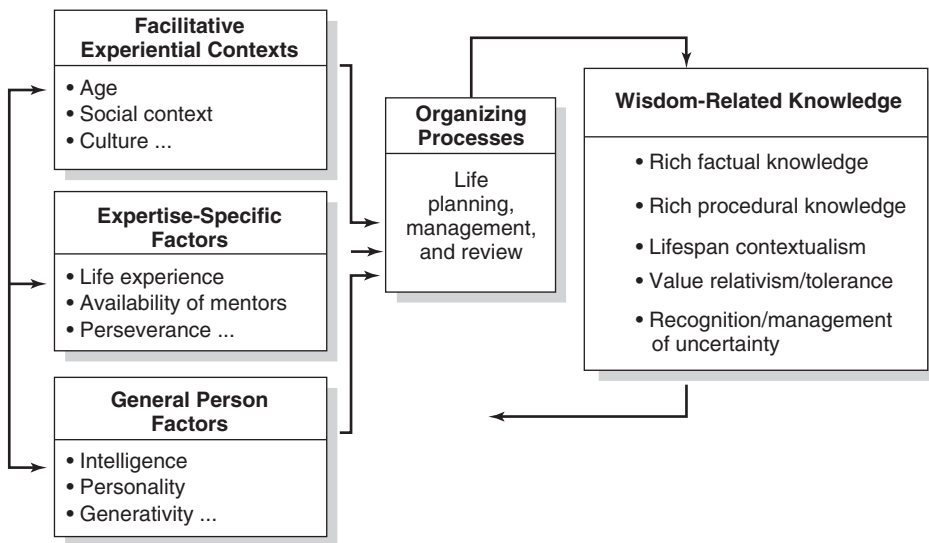 Facilitative
Experiential Contexts
• Age
• Social context
• Culture ...
Expertise-Specific
Factors
• Life experience
• Availability of mentors
• Perseverance ...
General Person
Factors
• Intelligence
• Personality
• Generativity ...
Organizing
Processes
Life
planning,
management,
and review
Wisdom-Related Knowledge
• Rich factual knowledge
• Rich procedural knowledge
• Lifespan contextualism
• Value relativism/tolerance
• Recognition/management
of uncertainty